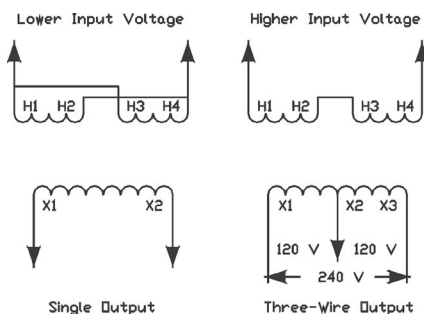 Lower Input Voltage
Higher Input Voltage
H1 H2 H3 H4
H1 H2 H3 H4
X1 X2
X1 X2 X3
120 V 120 V
240 V
Single Output
Three-Wire Output